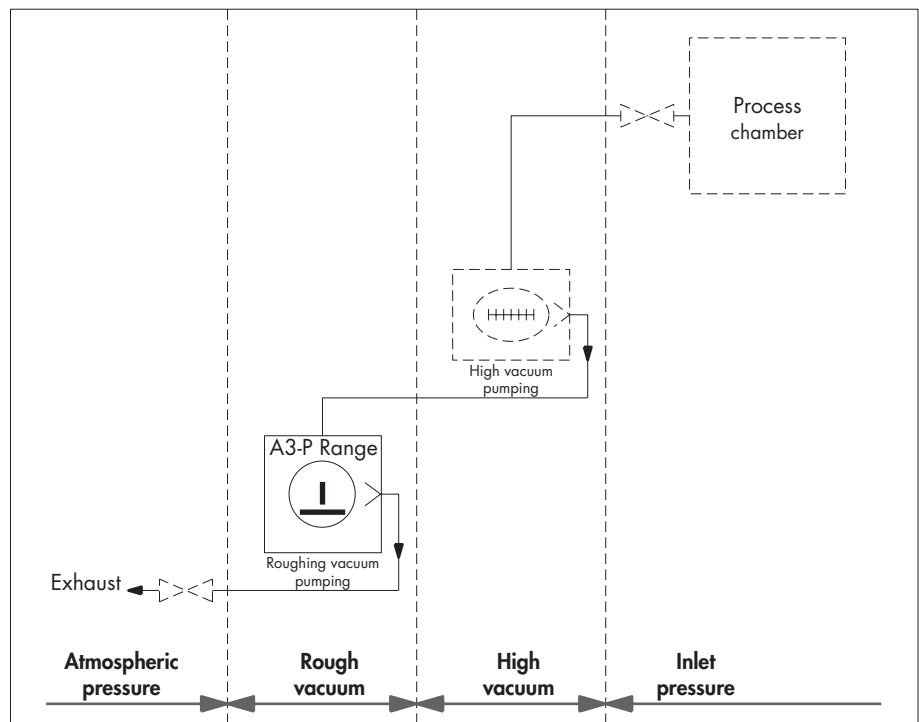 Process
chamber
High vacuum
pumping
A3-P Range
Roughing vacuum
pumping
Exhaust
Atmospheric
pressure
Rough
vacuum
High
vacuum
Inlet
pressure